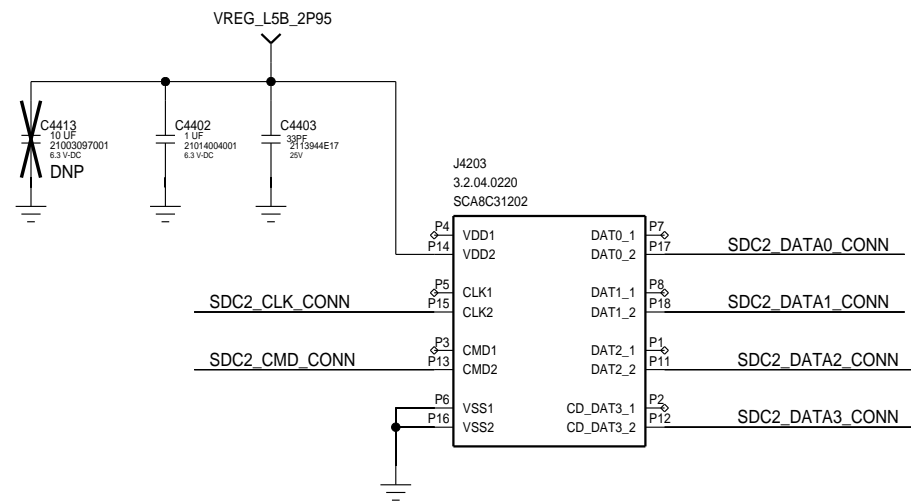 VREG_L5B_2P95
C4413
10 UF
21003097001
6.3 V-DC
DNP
C4402
1 UF
21014004001
6.3 V-DC
C4403
33PF
2113944E17
25V
J4203
3.2.04.0220
SCA8C31202
P4 VDD1 DAT0_1 P7
P14 VDD2 DAT0_2 P17 SDC2_DATA0_CONN
P5 CLK1 DAT1_1 P8
SDC2_CLK_CONN P15 CLK2 DAT1_2 P18 SDC2_DATA1_CONN
P3 CMD1 DAT2_1 P1
SDC2_CMD_CONN P13 CMD2 DAT2_2 P11 SDC2_DATA2_CONN
P6 VSS1 CD_DAT3_1 P2
P16 VSS2 CD_DAT3_2 P12 SDC2_DATA3_CONN